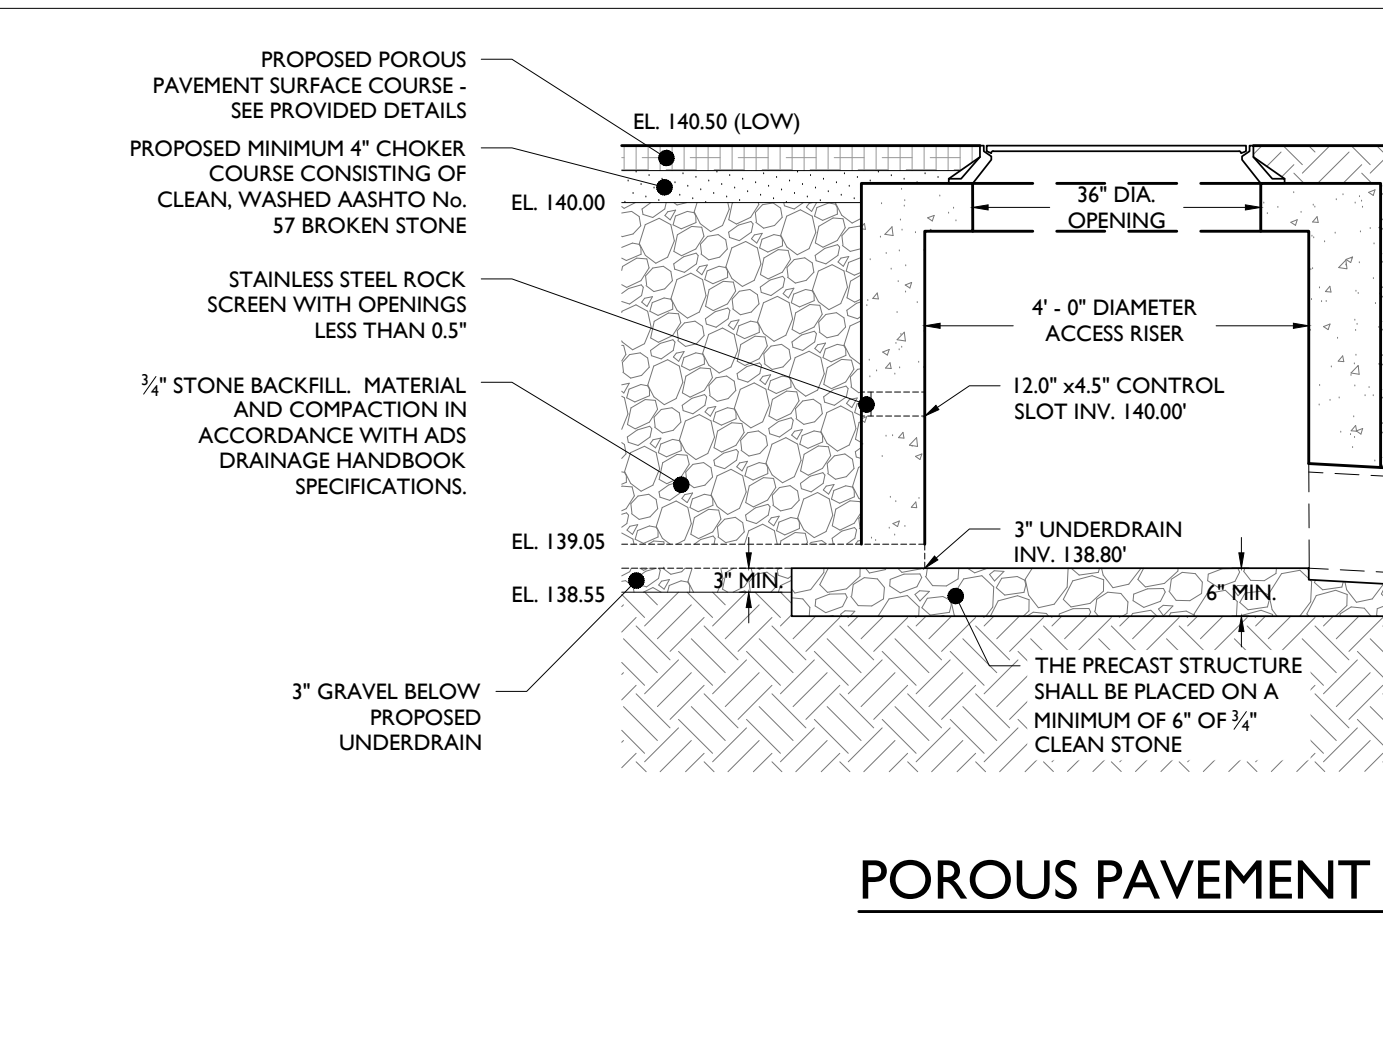 PROPOSED POROUS
PAVEMENT SURFACE COURSE -
SEE PROVIDED DETAILS
EL. 140.50 (LOW)
PROPOSED MINIMUM 4" CHOKER
COURSE CONSISTING OF
CLEAN, WASHED AASHTO No.
57 BROKEN STONE
EL. 140.00
36" DIA.
OPENING
STAINLESS STEEL ROCK
SCREEN WITH OPENINGS
LESS THAN 0.5"
4' - 0" DIAMETER
ACCESS RISER
¾" STONE BACKFILL. MATERIAL
AND COMPACTION IN
ACCORDANCE WITH ADS
DRAINAGE HANDBOOK
SPECIFICATIONS.
12.0" x4.5" CONTROL
SLOT INV. 140.00'
EL. 139.05
3" UNDERDRAIN
INV. 138.80'
3" MIN.
EL. 138.55
6" MIN.
3" GRAVEL BELOW
PROPOSED
UNDERDRAIN
THE PRECAST STRUCTURE
SHALL BE PLACED ON A
MINIMUM OF 6" OF ¾"
CLEAN STONE
POROUS PAVEMENT